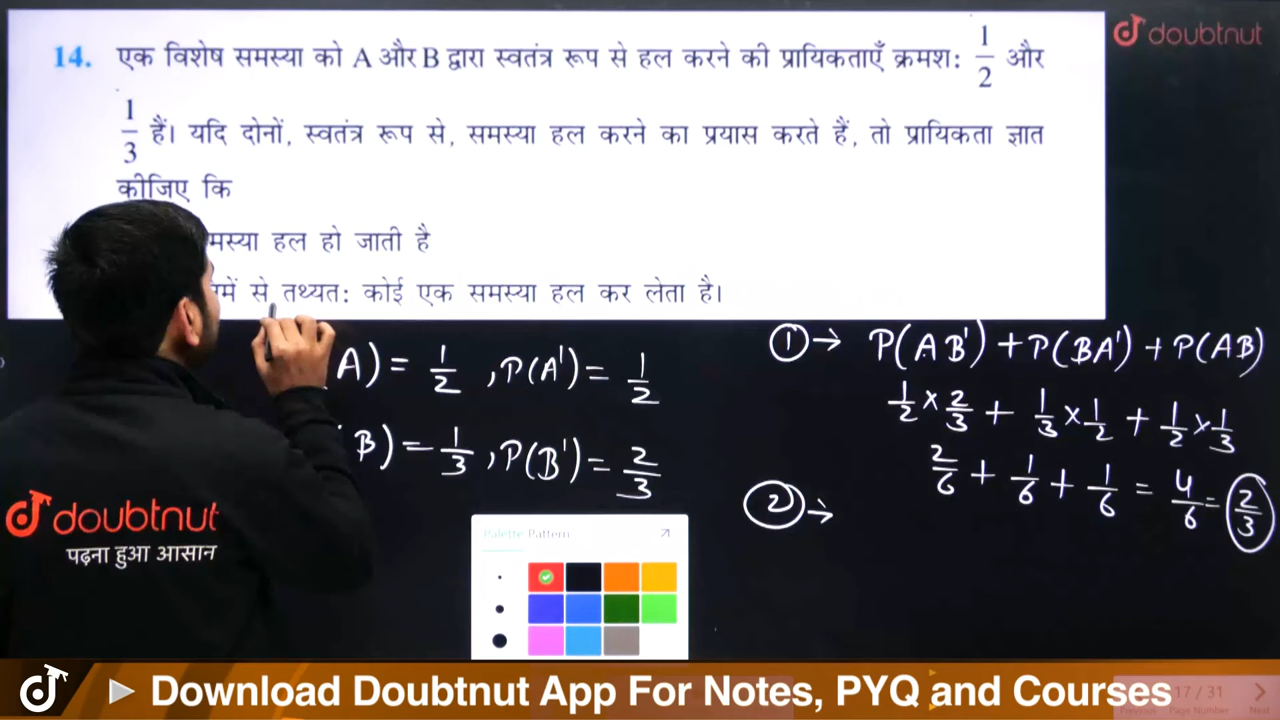 doubtnut
14. एक विशेष समस्या को A और B द्वारा स्वतंत्र रूप से हल करने की प्रायिकताएँ क्रमश: 1/2 और
1/3 हैं। यदि दोनों, स्वतंत्र रूप से, समस्या हल करने का प्रयास करते हैं, तो प्रायिकता ज्ञात
कीजिए कि
हल हो जाती है
से तथ्यत: कोई एक समस्या हल कर लेता है।
A) = 1/2 , P(A') = 1/2
B) = 1/3 , P(B') = 2/3
① → P(AB') + P(BA') + P(AB)
1/2 × 2/3 + 1/3 × 1/2 + 1/2 × 1/3
2/6 + 1/6 + 1/6 = 4/6 = 2/3
② →
Palette Pattern
doubtnut
पढ़ना हुआ आसान
Download Doubtnut App For Notes, PYQ and Courses
17 / 31
Previous Page Number Next